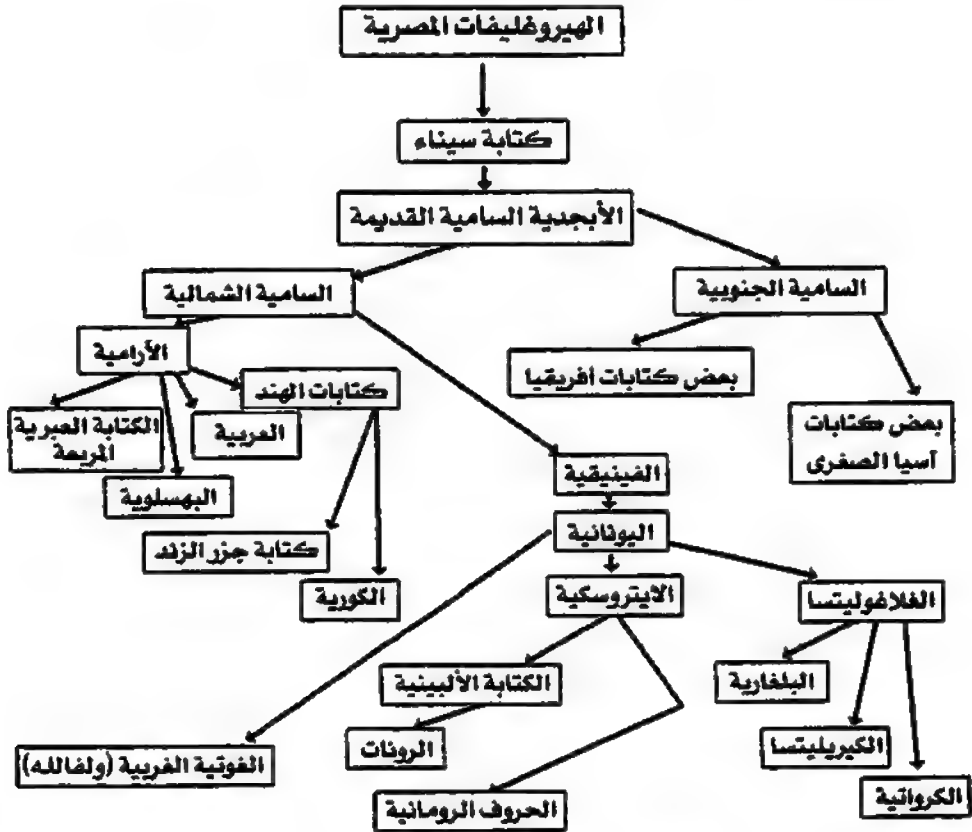 الهيروغليفات المصرية
كتابة سيناء
الأبجدية السامية القديمة
السامية الجنوبية
السامية الشمالية
بعض كتابات أفريقيا
بعض كتابات
آسيا الصغرى
الآرامية
كتابات الهند
العربية
الكتابة العبرية
المربعة
البهسلوية
كتابة جزر الزند
الكورية
الفينيقية
اليونانية
الايتروسكية
الغلاغوليتسا
البلغارية
الكيريليتسا
الكرواتية
الكتابة الألبينية
الرونات
الحروف الرومانية
الغوتية الغربية (ولفالله)